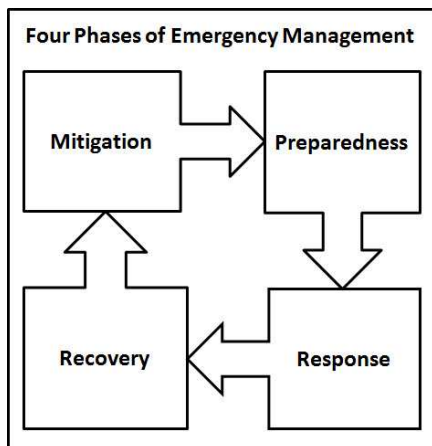 Four Phases of Emergency Management
Mitigation
Preparedness
Recovery
Response